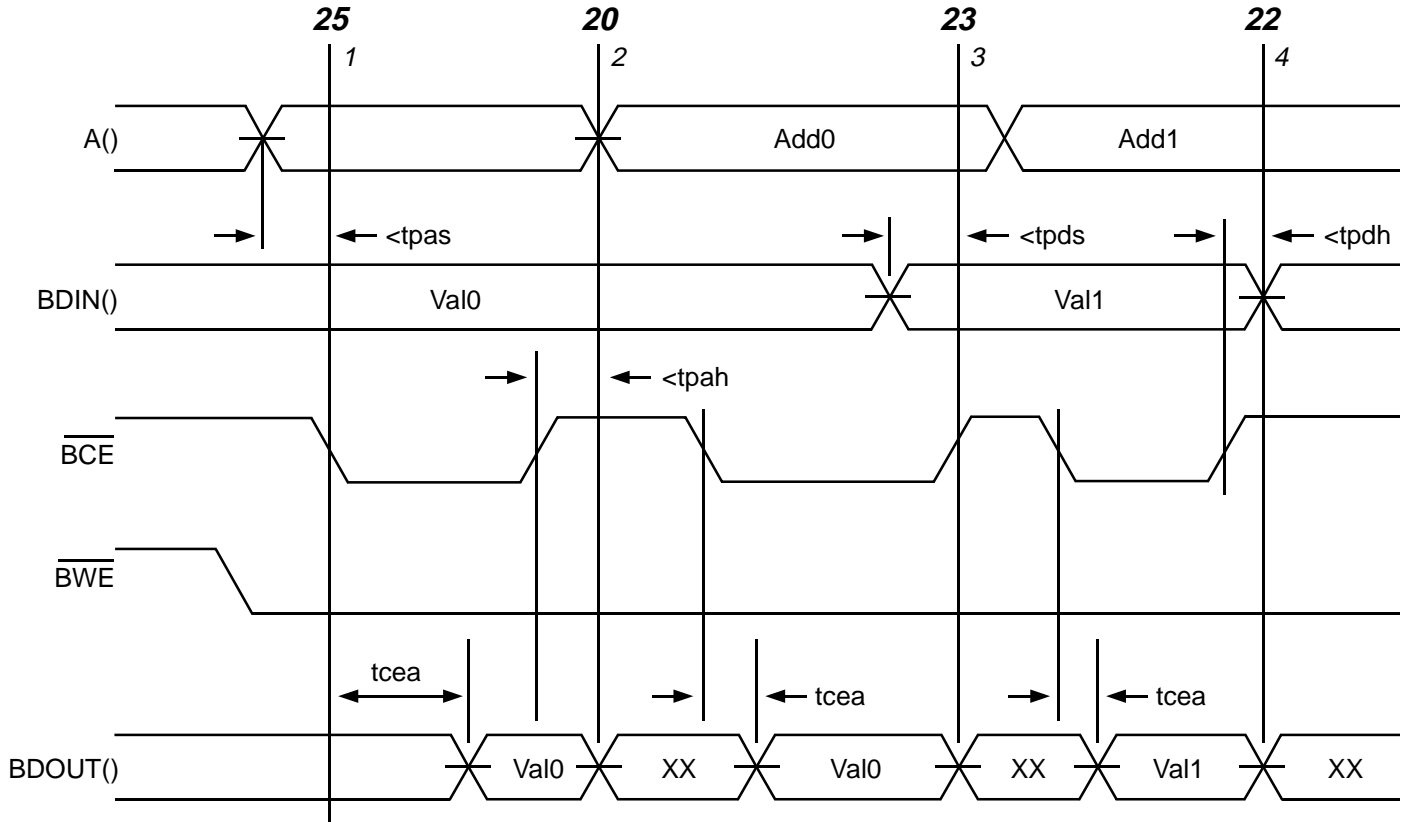 25 20 23 22
1 2 3 4
A() Add0 Add1
<tpas <tpds <tpdh
BDIN() Val0 Val1
<tpah
BCE
BWE
tcea tcea tcea
BDOUT() Val0 XX Val0 XX Val1 XX